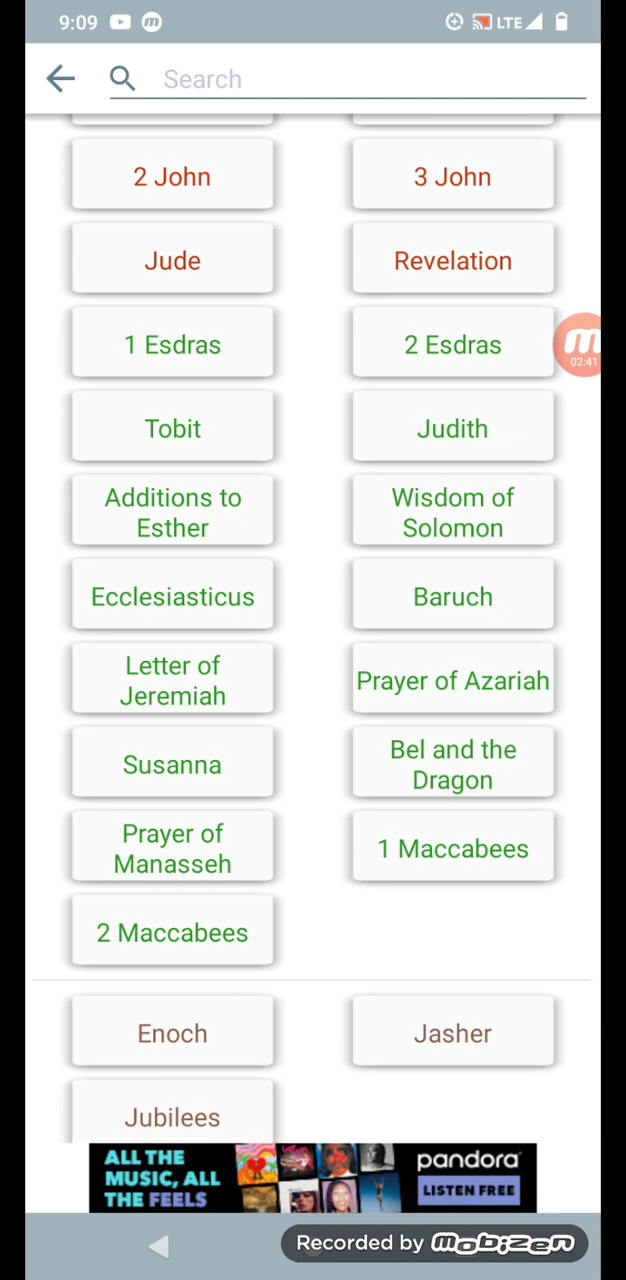 9:09
LTE
Search
2 John
3 John
Jude
Revelation
1 Esdras
2 Esdras
02:41
Tobit
Judith
Additions to
Esther
Wisdom of
Solomon
Ecclesiasticus
Baruch
Letter of
Jeremiah
Prayer of Azariah
Susanna
Bel and the
Dragon
Prayer of
Manasseh
1 Maccabees
2 Maccabees
Enoch
Jasher
Jubilees
ALL THE
MUSIC, ALL
THE FEELS
pandora
LISTEN FREE
Recorded by mobizen